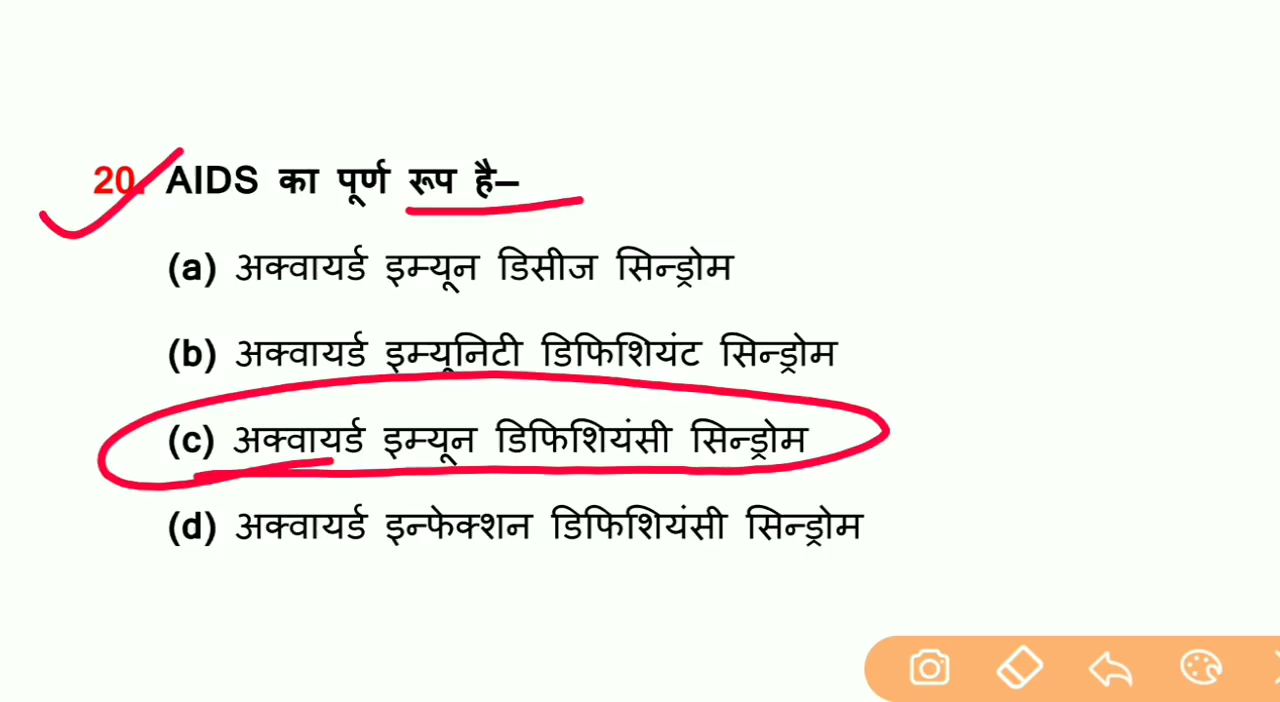 20. AIDS का पूर्ण रूप है–
(a) अक्वायर्ड इम्यून डिसीज सिन्ड्रोम
(b) अक्वायर्ड इम्यूनिटी डिफिशियंट सिन्ड्रोम
(c) अक्वायर्ड इम्यून डिफिशियंसी सिन्ड्रोम
(d) अक्वायर्ड इन्फेक्शन डिफिशियंसी सिन्ड्रोम